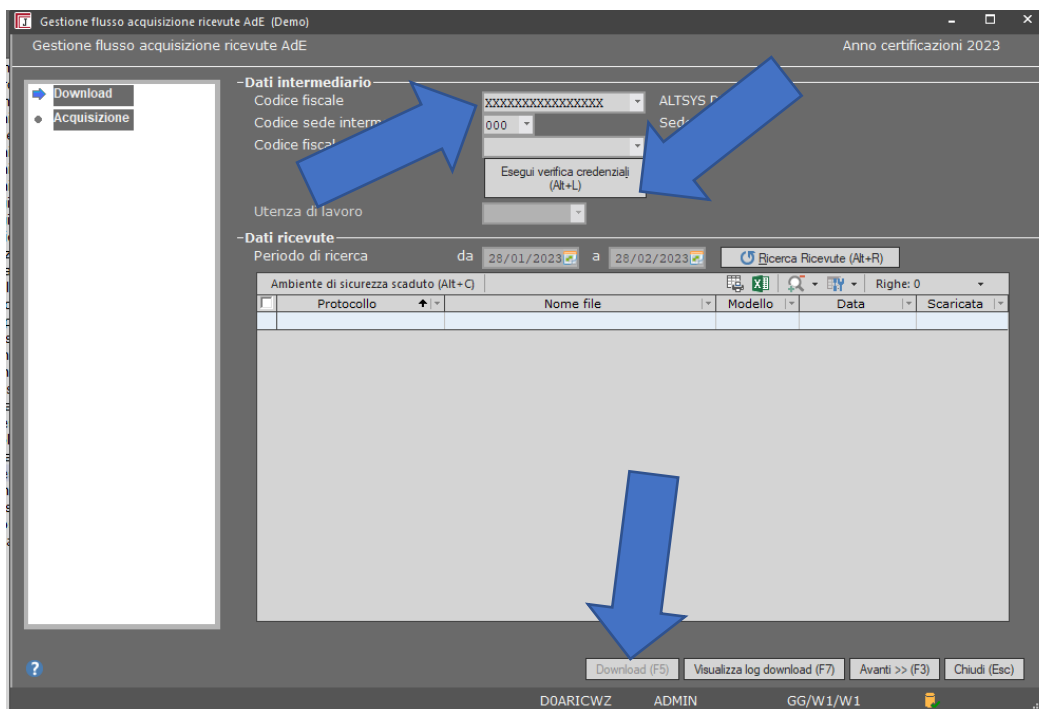 Gestione flusso acquisizione ricevute AdE (Demo)
Gestione flusso acquisizione ricevute AdE Anno certificazioni 2023
Download
Acquisizione
Dati intermediario
Codice fiscale XXXXXXXXXXXXXXXX ALTSYS
Codice sede 000
Codice
Esegui verifica credenziali
(Alt+L)
Utenza di lavoro
Dati ricevute
Periodo di ricerca da 28/01/2023 a 28/02/2023 Ricerca Ricevute (Alt+R)
Ambiente di sicurezza scaduto (Alt+C) Righe: 0
Protocollo Nome file Modello Data Scaricata
Download (F5) Visualizza log download (F7) Avanti >> (F3) Chiudi (Esc)
D0ARICWZ ADMIN GG/W1/W1